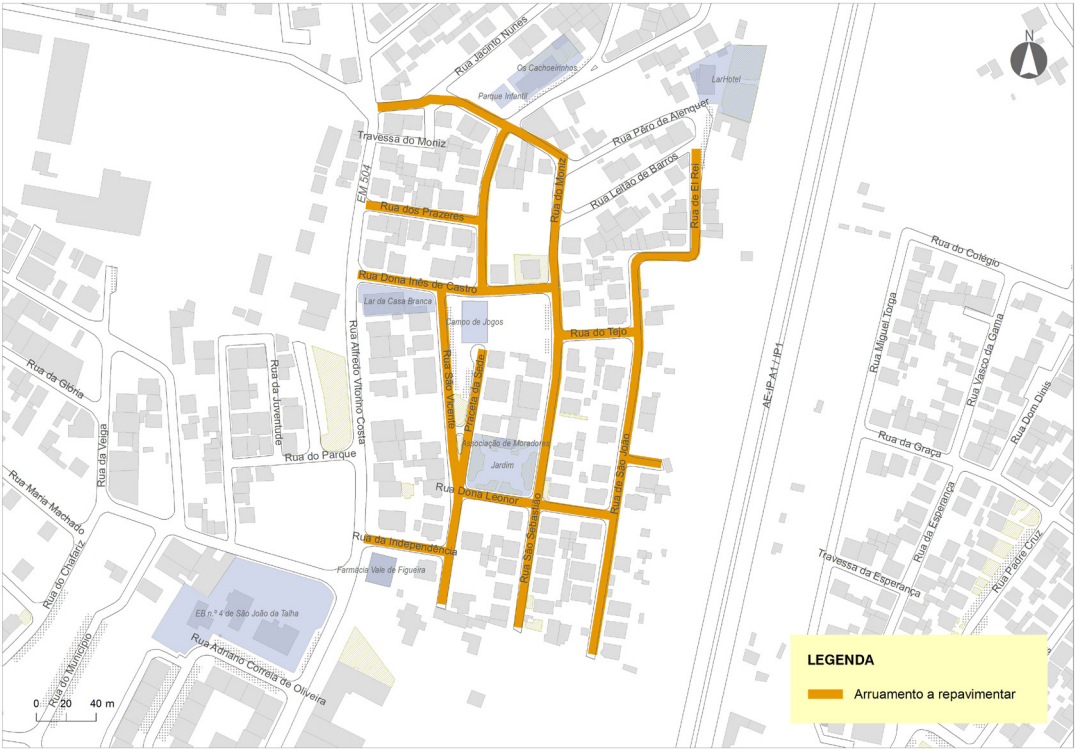 N
Rua Jacinto Nunes
Os Cachoeirinhos
LarHotel
Parque Infantil
Rua Pêro de Alenquer
Travessa do Moniz
EM 504
Rua do Moniz
Rua Leitão de Barros
Rua de El Rei
Rua dos Prazeres
Rua do Colégio
Rua Dona Inês de Castro
Lar da Casa Branca
Campo de Jogos
Rua do Tejo
Rua Miguel Torga
Rua Vasco da Gama
Rua Alfredo Vitorino Costa
Rua São Vicente
Praceta da Sede
AE-IP A1 / IP1
Rua da Glória
Rua da Juventude
Rua Dom Dinis
Rua da Veiga
Rua do Parque
Associação de Moradores
Jardim
Rua de São João
Rua da Graça
Rua Maria Machado
Rua Dona Leonor
Rua São Sebastião
Rua da Esperança
Rua da Independência
Farmácia Vale de Figueira
Travessa da Esperança
Rua Padre Cruz
Rua do Chafariz
EB n.º 4 de São João da Talha
Rua do Município
Rua Adriano Correia de Oliveira
LEGENDA
Arruamento a repavimentar
0 20 40 m